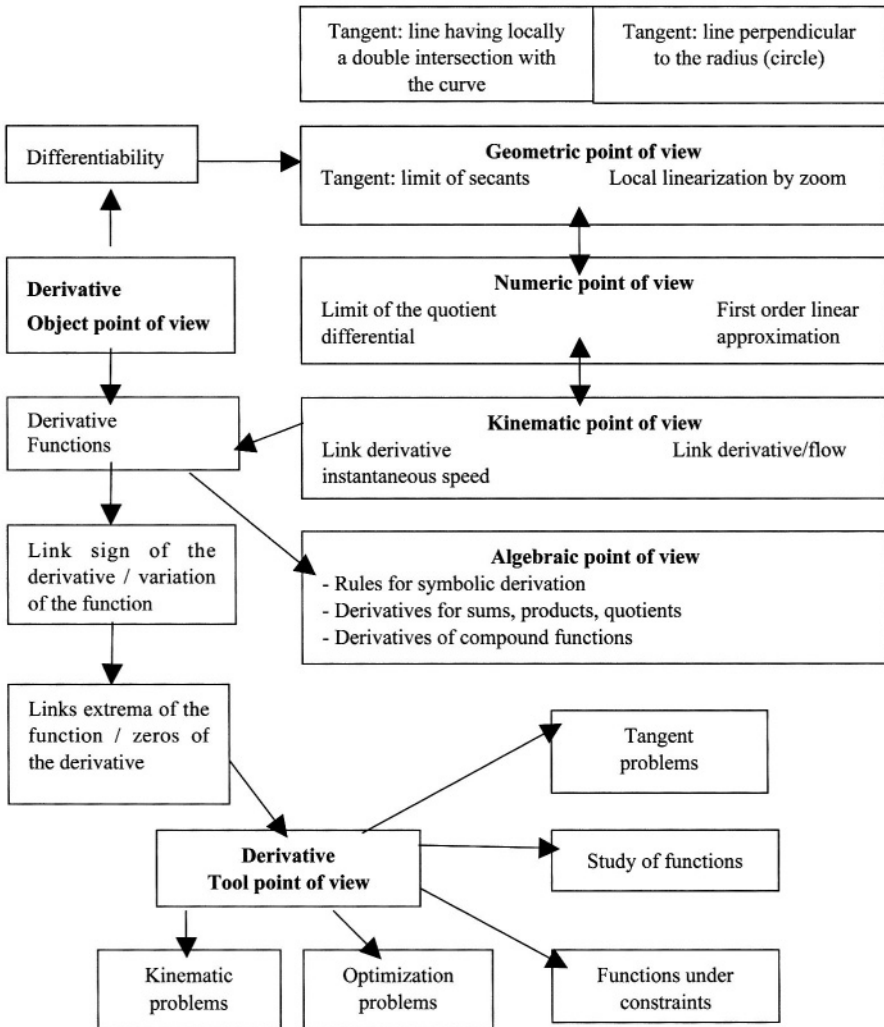 Tangent: line having locally
a double intersection with
the curve
Tangent: line perpendicular
to the radius (circle)
Differentiability
Geometric point of view
Tangent: limit of secants
Local linearization by zoom
Derivative
Object point of view
Numeric point of view
Limit of the quotient
differential
First order linear
approximation
Derivative
Functions
Kinematic point of view
Link derivative
instantaneous speed
Link derivative/flow
Link sign of the
derivative / variation
of the function
Algebraic point of view
- Rules for symbolic derivation
- Derivatives for sums, products, quotients
- Derivatives of compound functions
Links extrema of the
function / zeros of
the derivative
Tangent
problems
Derivative
Tool point of view
Study of functions
Kinematic
problems
Optimization
problems
Functions under
constraints